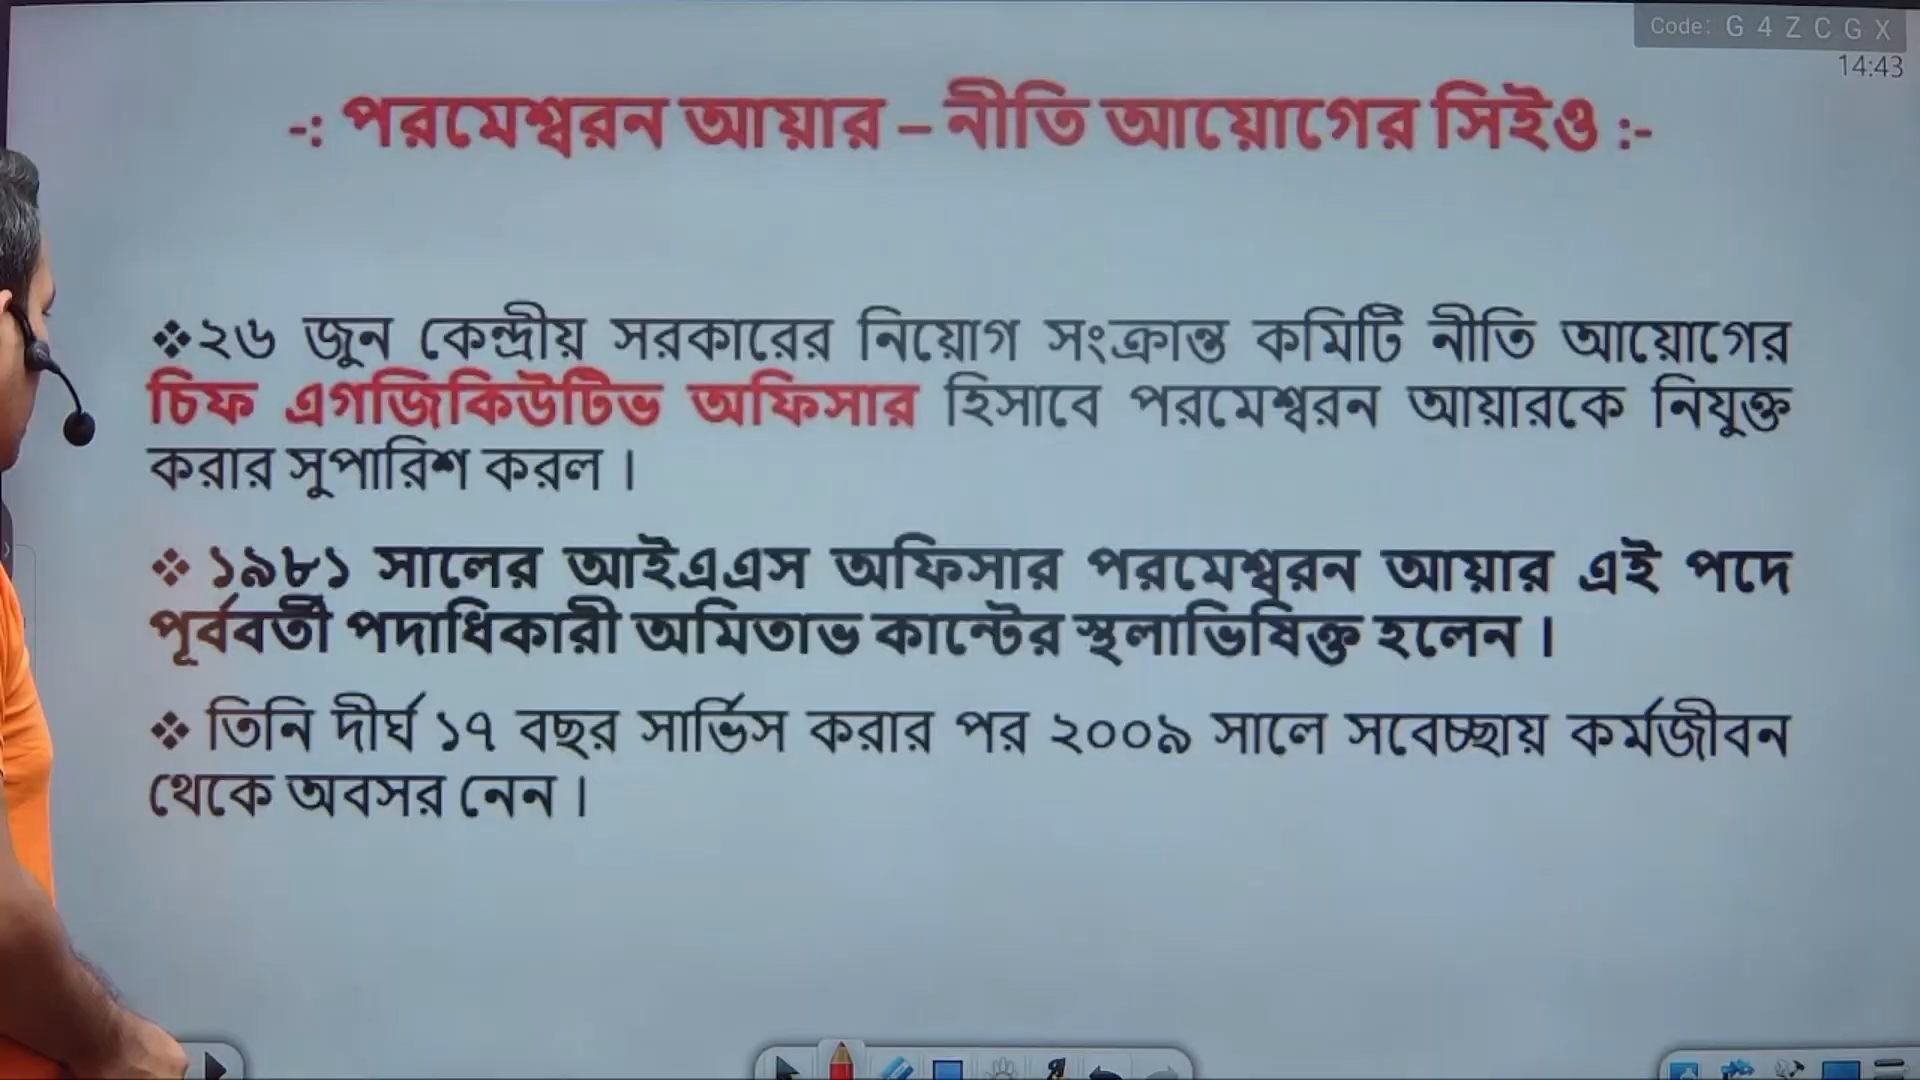 Code: G 4 Z C G X
14:43
-: পরমেশ্বরন আয়ার – নীতি আয়োগের সিইও :-
❖২৬ জুন কেন্দ্রীয় সরকারের নিয়োগ সংক্রান্ত কমিটি নীতি আয়োগের
চিফ এগজিকিউটিভ অফিসার হিসাবে পরমেশ্বরন আয়ারকে নিযুক্ত
করার সুপারিশ করল ।
❖ ১৯৮১ সালের আইএএস অফিসার পরমেশ্বরন আয়ার এই পদে
পূর্ববর্তী পদাধিকারী অমিতাভ কান্টের স্থলাভিষিক্ত হলেন ।
❖ তিনি দীর্ঘ ১৭ বছর সার্ভিস করার পর ২০০৯ সালে সবেচ্ছায় কর্মজীবন
থেকে অবসর নেন ।